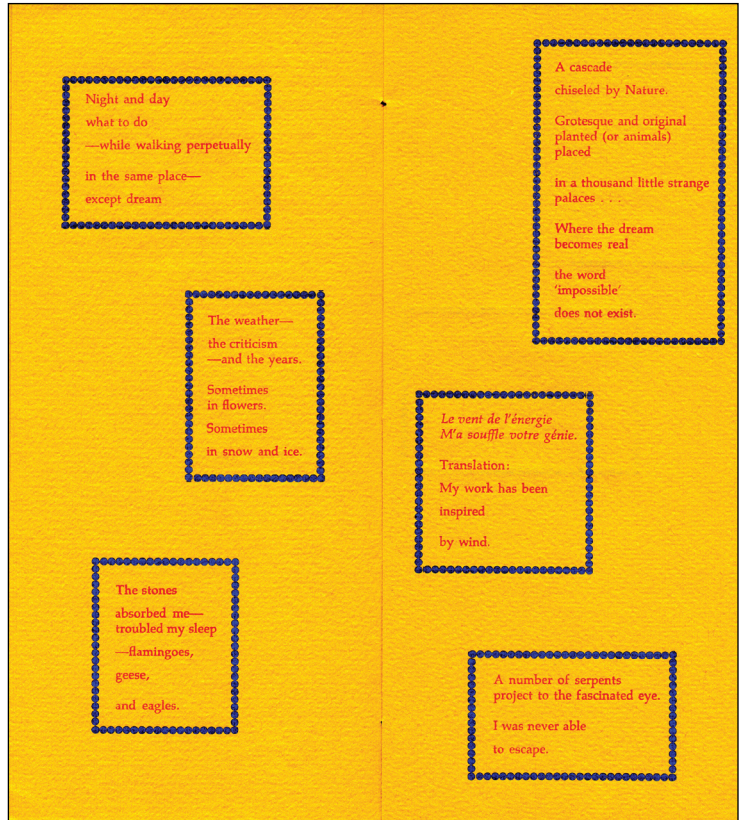 Night and day
what to do
—while walking perpetually
in the same place—
except dream
The weather—
the criticism
—and the years.
Sometimes
in flowers.
Sometimes
in snow and ice.
The stones
absorbed me—
troubled my sleep
—flamingoes,
geese,
and eagles.
A cascade
chiseled by Nature.
Grotesque and original
planted (or animals)
placed
in a thousand little strange
palaces . . .
Where the dream
becomes real
the word
'impossible'
does not exist.
Le vent de l'énergie
M'a souffle votre génie.
Translation:
My work has been
inspired
by wind.
A number of serpents
project to the fascinated eye.
I was never able
to escape.